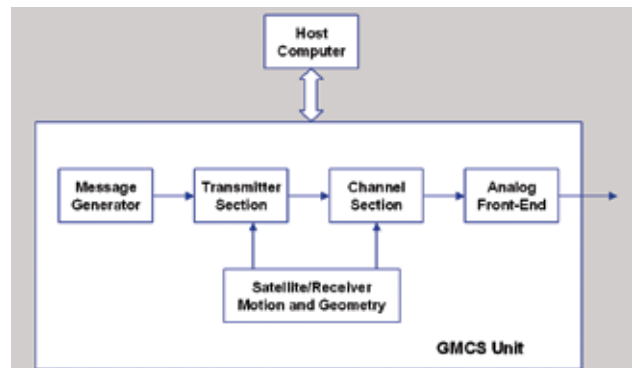 Host
Computer
Message
Generator
Transmitter
Section
Channel
Section
Analog
Front-End
Satellite/Receiver
Motion and Geometry
GMCS Unit